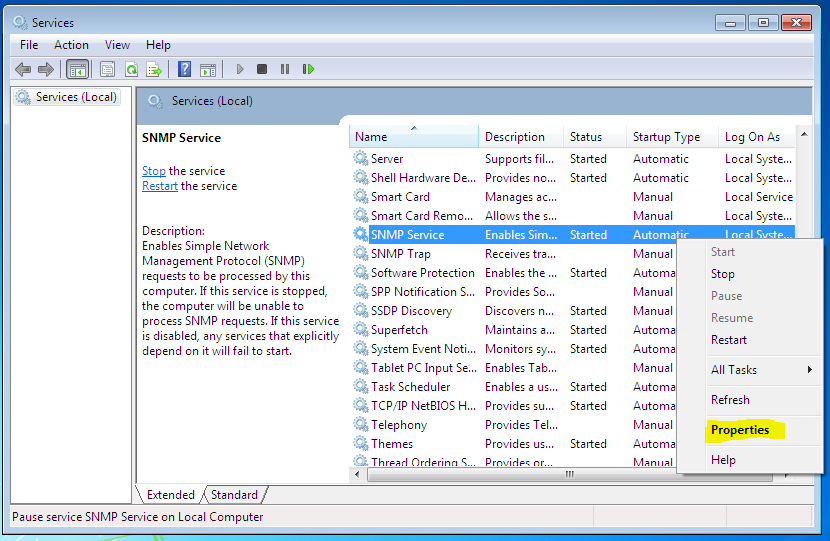 Services
File Action View Help
Services (Local)
Services (Local)
SNMP Service
Stop the service
Restart the service
Description:
Enables Simple Network
Management Protocol (SNMP)
requests to be processed by this
computer. If this service is stopped,
the computer will be unable to
process SNMP requests. If this service
is disabled, any services that explicitly
depend on it will fail to start.
Name Description Status Startup Type Log On As
Server Supports fil... Started Automatic Local Syste...
Shell Hardware De... Provides no... Started Automatic Local Syste...
Smart Card Manages ac... Manual Local Service
Smart Card Remo... Allows the s... Manual Local Syste...
SNMP Service Enables Sim... Started Automatic Local Syste...
SNMP Trap Receives tra... Manual
Software Protection Enables the ... Started Automa
SPP Notification S... Provides So... Manual
SSDP Discovery Discovers n... Started Manual
Superfetch Maintains a... Started Automa
System Event Noti... Monitors sy... Started Automa
Tablet PC Input Se... Enables Tab... Manual
Task Scheduler Enables a us... Started Automa
TCP/IP NetBIOS H... Provides su... Started Automa
Telephony Provides Tel... Manual
Themes Provides us... Started Automa
Thread Ordering S... Provides or... Manual
Start
Stop
Pause
Resume
Restart
All Tasks
Refresh
Properties
Help
Extended Standard
Pause service SNMP Service on Local Computer